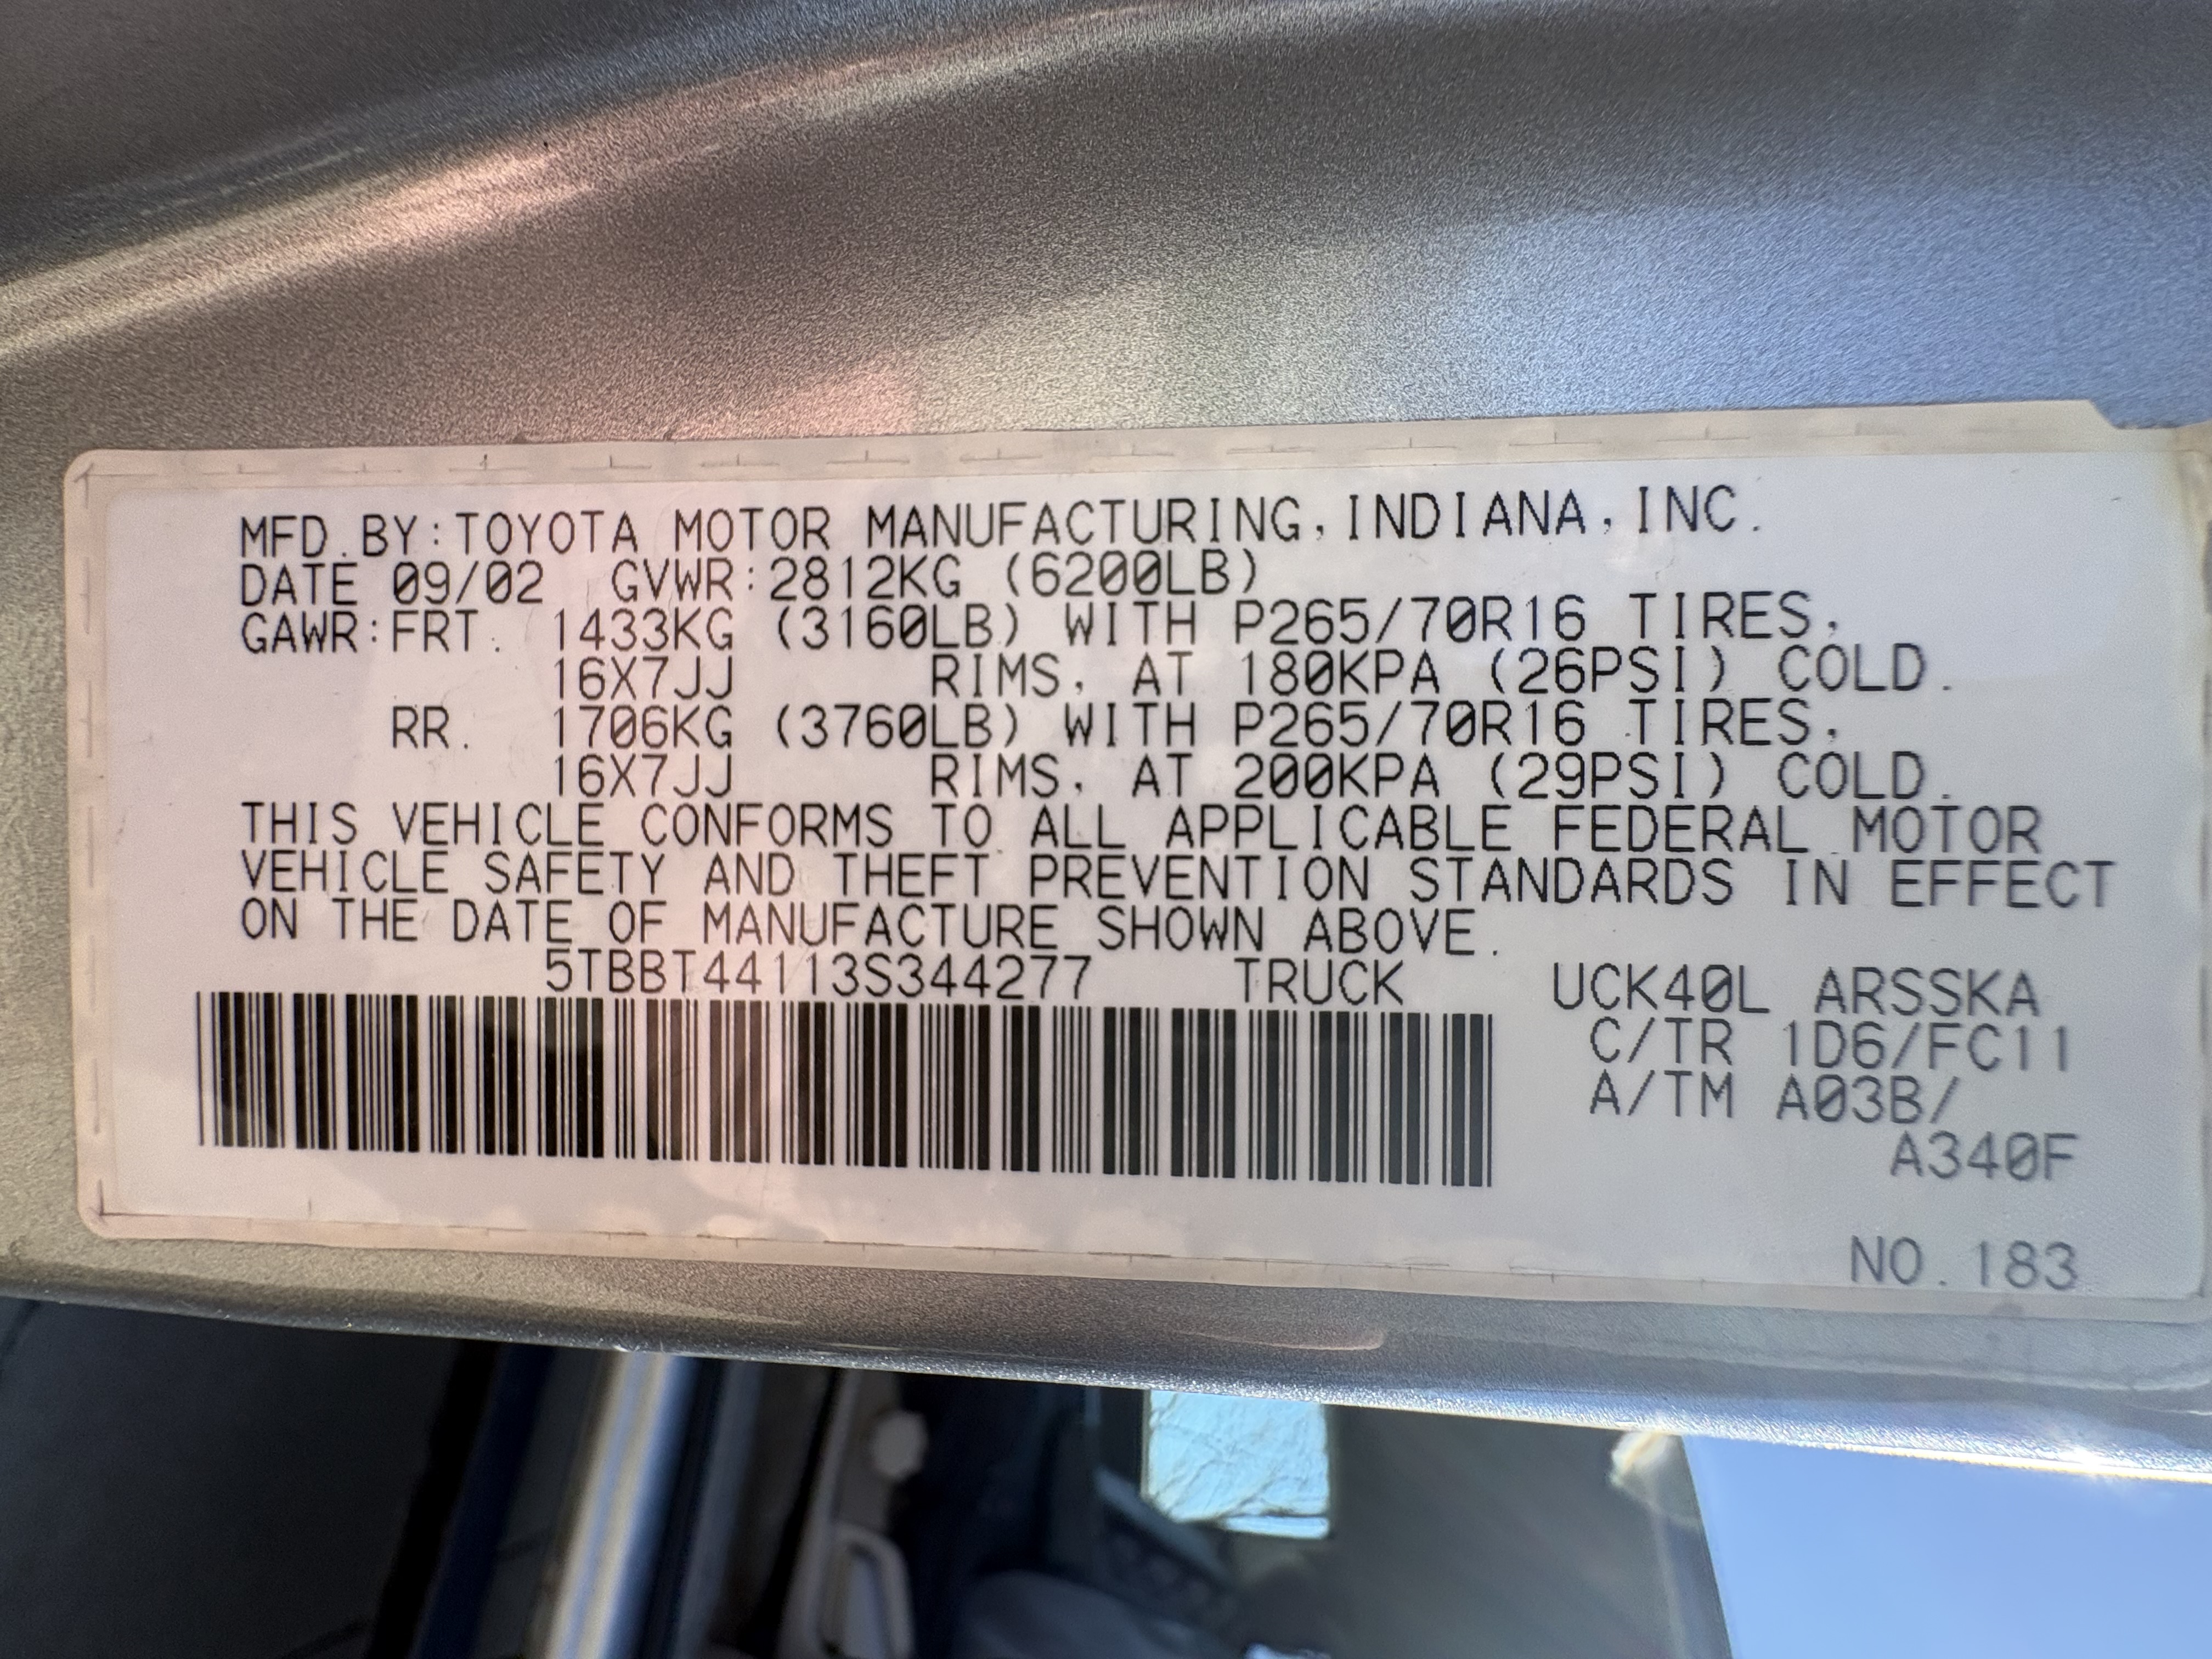 MFD.BY:TOYOTA MOTOR MANUFACTURING,INDIANA,INC.
DATE 09/02 GVWR:2812KG (6200LB)
GAWR:FRT. 1433KG (3160LB) WITH P265/70R16 TIRES,
16X7JJ RIMS, AT 180KPA (26PSI) COLD.
RR. 1706KG (3760LB) WITH P265/70R16 TIRES,
16X7JJ RIMS, AT 200KPA (29PSI) COLD.
THIS VEHICLE CONFORMS TO ALL APPLICABLE FEDERAL MOTOR
VEHICLE SAFETY AND THEFT PREVENTION STANDARDS IN EFFECT
ON THE DATE OF MANUFACTURE SHOWN ABOVE.
5TBBT44113S344277 TRUCK UCK40L ARSSKA
C/TR 1D6/FC11
A/TM A03B/
A340F
NO.183